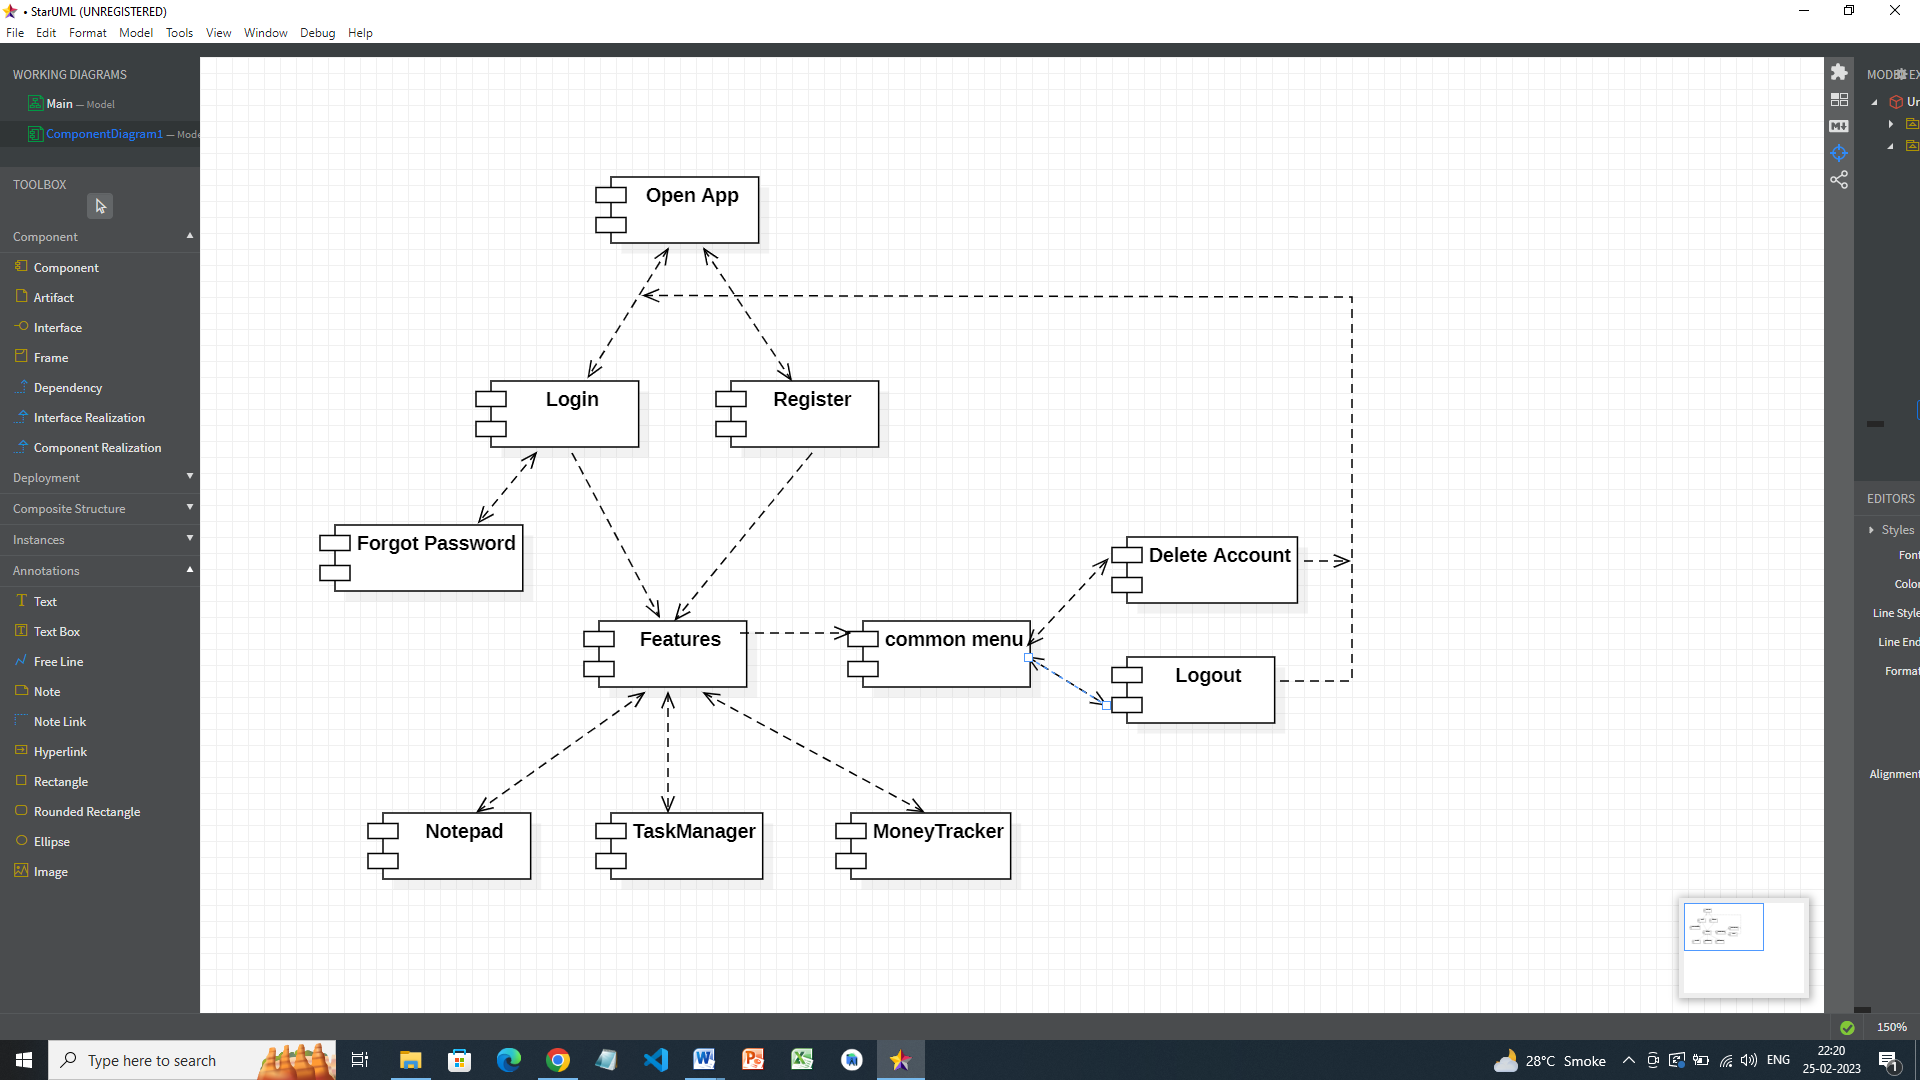 • StarUML (UNREGISTERED)
File Edit Format Model Tools View Window Debug Help
WORKING DIAGRAMS
Main — Model
ComponentDiagram1 — Mode
TOOLBOX
Component
Component
Artifact
Interface
Frame
Dependency
Interface Realization
Component Realization
Deployment
Composite Structure
Instances
Annotations
Text
Text Box
Free Line
Note
Note Link
Hyperlink
Rectangle
Rounded Rectangle
Ellipse
Image
Open App
Login
Register
Forgot Password
Delete Account
Features
common menu
Logout
Notepad
TaskManager
MoneyTracker
MODE EX
Un
EDITORS
Styles
Font
Color
Line Style
Line End
Format
Alignment
150%
Type here to search
28°C Smoke
ENG
22:20
25-02-2023
1